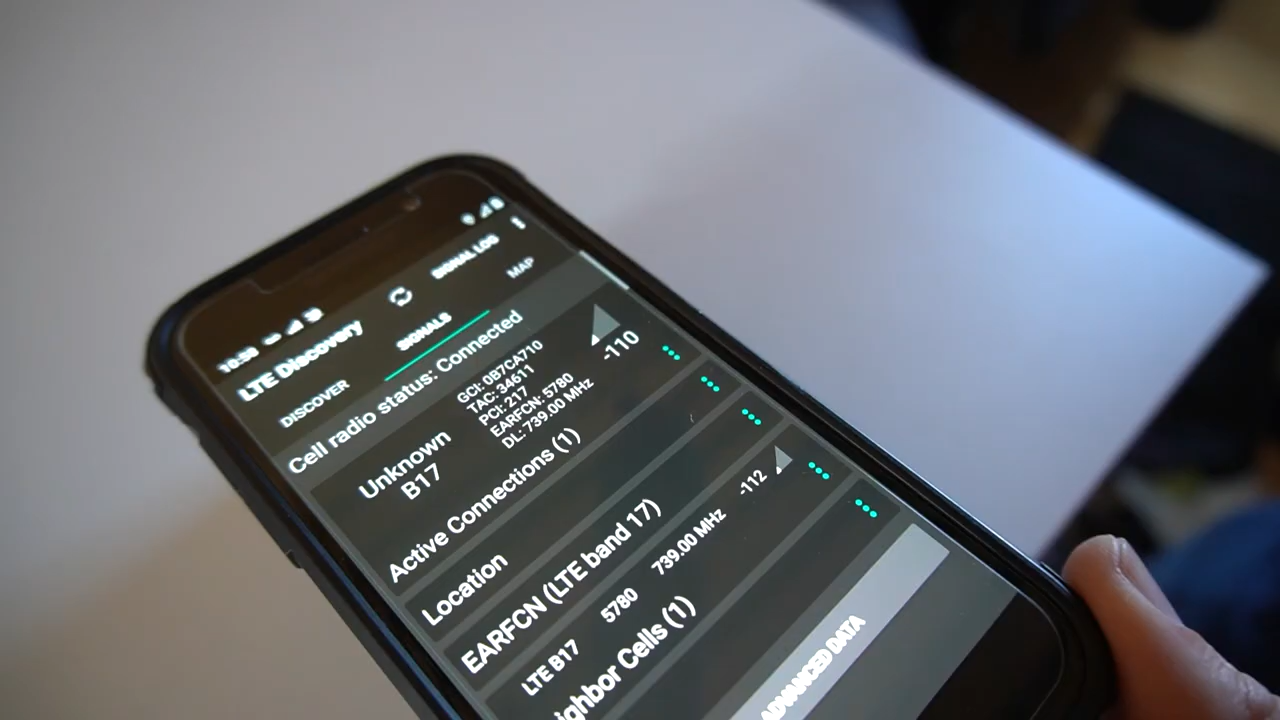 LTE Discovery
SIGNAL LOG
DISCOVER
SIGNALS
MAP
Cell radio status: Connected
Unknown
B17
GCI: 0B7CA710
TAC: 34611
PCI: 217
EARFCN: 5780
DL: 739.00 MHz
-110
Active Connections (1)
Location
EARFCN (LTE band 17)
LTE B17 5780 739.00 MHz -112
ighbor Cells (1)
ADVANCED DATA